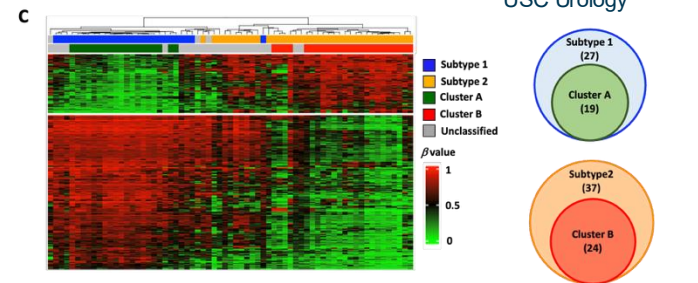 C
USC Urology
Subtype 1
Subtype 2
Cluster A
Cluster B
Unclassified
βvalue
1
0.5
0
Subtype 1
(27)
Cluster A
(19)
Subtype2
(37)
Cluster B
(24)